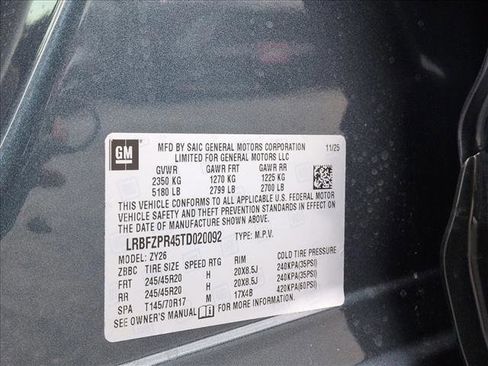 GM
MFD BY SAIC GENERAL MOTORS CORPORATION 11/25
LIMITED FOR GENERAL MOTORS LLC
GVWR GAWR FRT GAWR RR
2350 KG 1270 KG 1225 KG
5180 LB 2799 LB 2700 LB
THIS VEHICLE CONFORMS TO ALL APPLICABLE U.S. FEDERAL MOTOR
VEHICLE SAFETY AND THEFT PREVENTION STANDARDS IN EFFECT ON
THE DATE OF MANUFACTURE SHOWN ABOVE.
LRBFZPR45TD020092 TYPE: M.P.V.
MODEL: ZY26
ZBBC TIRE SIZE SPEED RTG RIM COLD TIRE PRESSURE
FRT 245/45R20 H 20X8.5J 240KPA(35PSI)
RR 245/45R20 H 20X8.5J 240KPA(35PSI)
SPA T145/70R17 M 17X4B 420KPA(60PSI)
SEE OWNER'S MANUAL FOR MORE INFORMATION